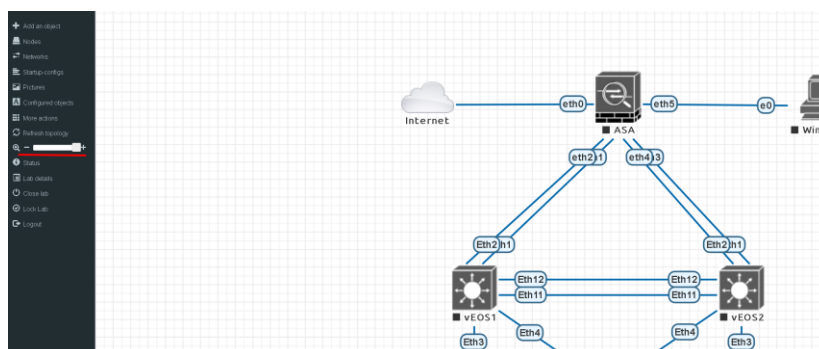 Add an object
Nodes
Networks
Startup-configs
Pictures
Configured objects
More actions
Refresh topology
Status
Lab details
Close lab
Lock Lab
Logout
Internet
eth0
eth5
e0
ASA
Win
eth2
eth4
Eth2
Eth2
Eth12
Eth12
Eth11
Eth11
vEOS1
vEOS2
Eth3
Eth4
Eth4
Eth3